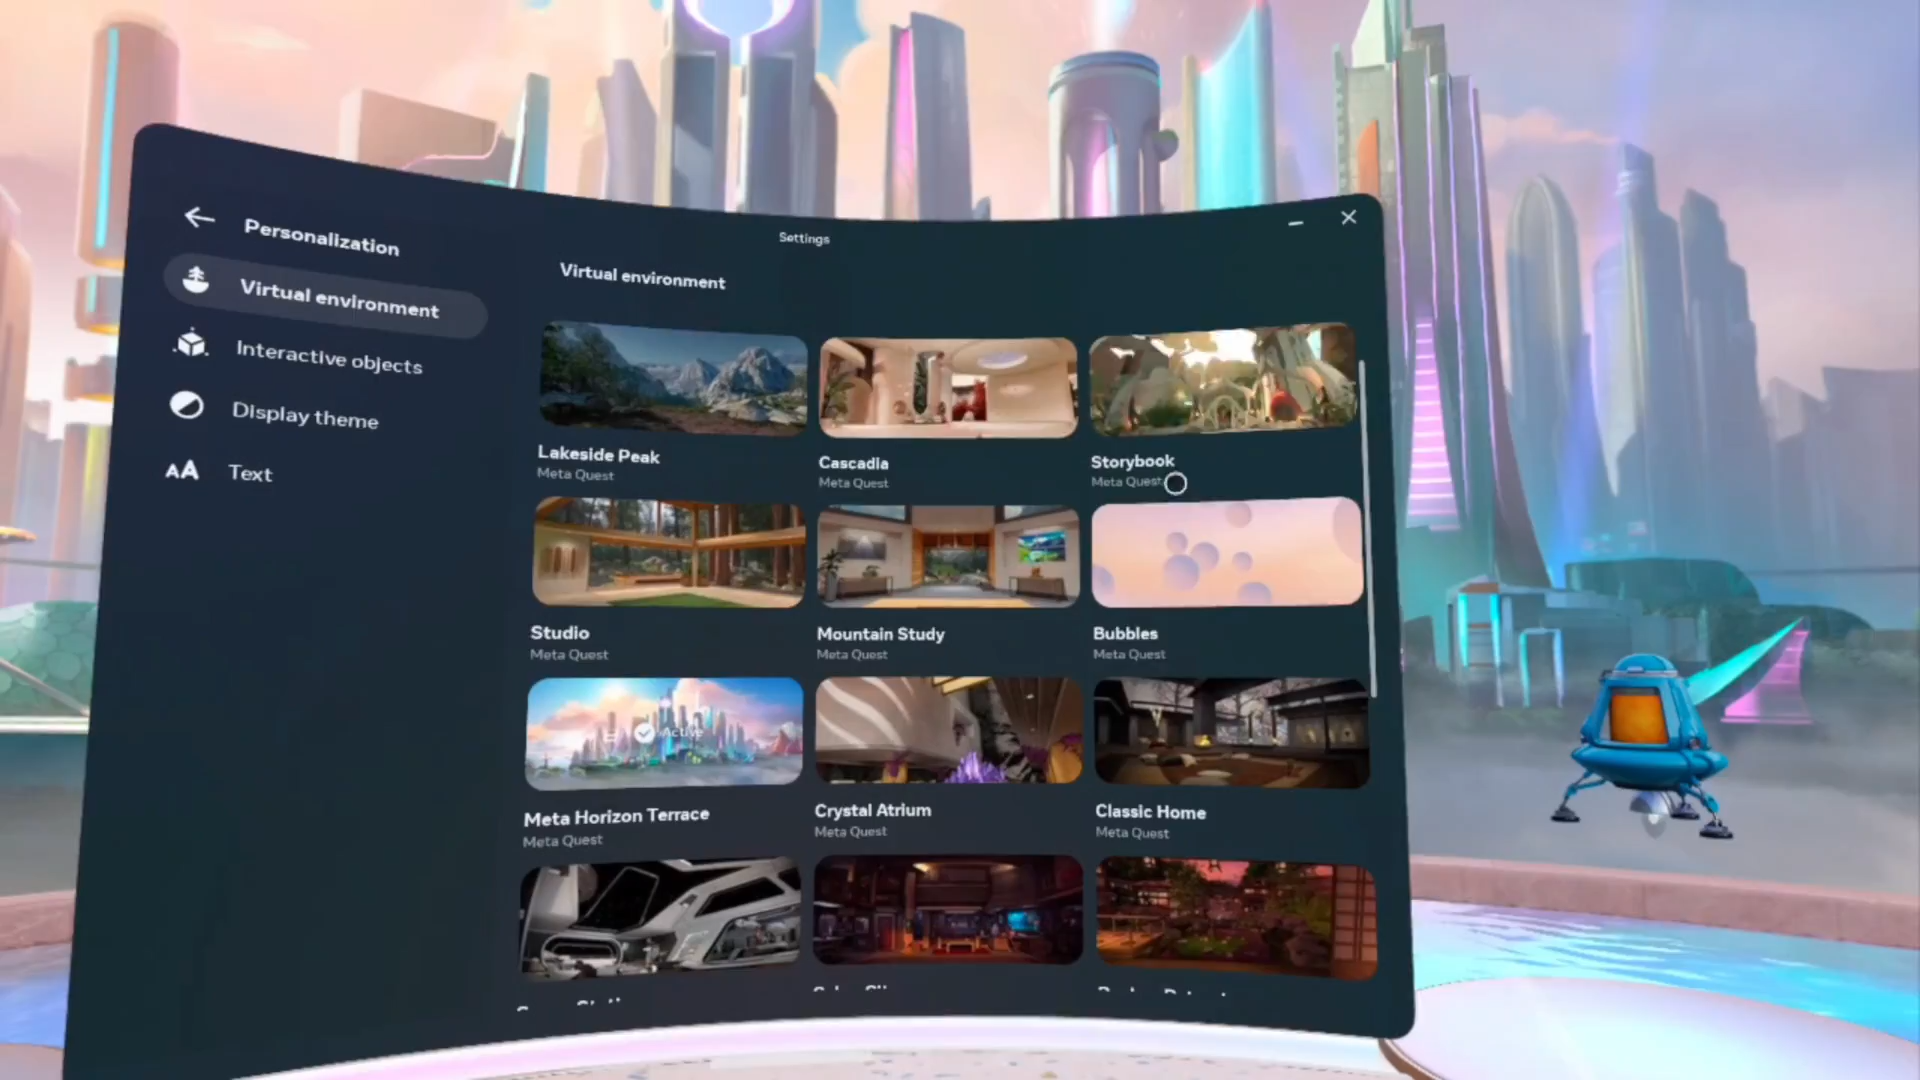 Settings
Personalization
Virtual environment
Interactive objects
Display theme
AA Text
Virtual environment
Lakeside Peak
Meta Quest
Cascadia
Meta Quest
Storybook
Meta Quest
Studio
Meta Quest
Mountain Study
Meta Quest
Bubbles
Meta Quest
Active
Meta Horizon Terrace
Meta Quest
Crystal Atrium
Meta Quest
Classic Home
Meta Quest